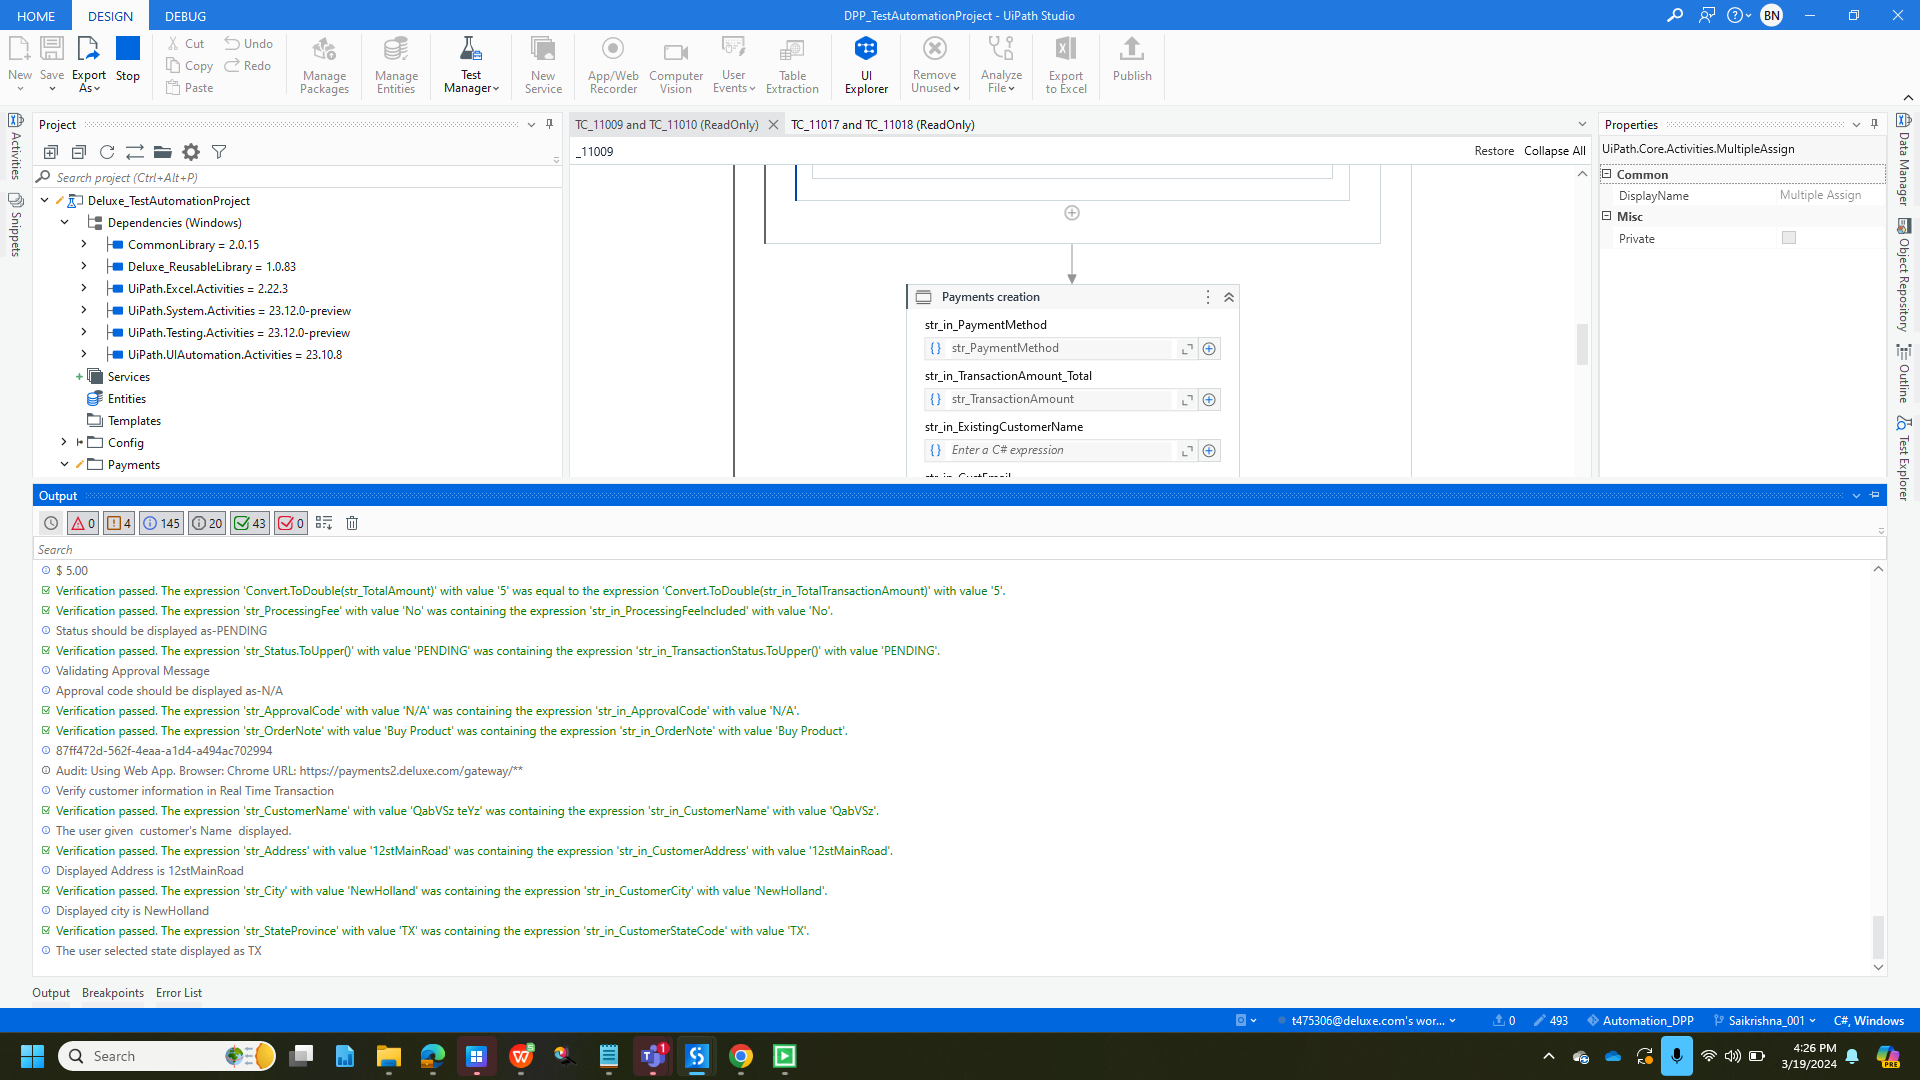 HOME
DESIGN
DEBUG
DPP_TestAutomationProject - UiPath Studio
BN
New
Save
Export As
Stop
Cut
Copy
Paste
Undo
Redo
Manage Packages
Manage Entities
Test Manager
New Service
App/Web Recorder
Computer Vision
User Events
Table Extraction
UI Explorer
Remove Unused
Analyze File
Export to Excel
Publish
Activities
Snippets
Project
Search project (Ctrl+Alt+P)
Deluxe_TestAutomationProject
Dependencies (Windows)
CommonLibrary = 2.0.15
Deluxe_ReusableLibrary = 1.0.83
UiPath.Excel.Activities = 2.22.3
UiPath.System.Activities = 23.12.0-preview
UiPath.Testing.Activities = 23.12.0-preview
UiPath.UIAutomation.Activities = 23.10.8
Services
Entities
Templates
Config
Payments
TC_11009 and TC_11010 (ReadOnly)
TC_11017 and TC_11018 (ReadOnly)
_11009
Restore
Collapse All
Payments creation
str_in_PaymentMethod
str_PaymentMethod
str_in_TransactionAmount_Total
str_TransactionAmount
str_in_ExistingCustomerName
Enter a C# expression
str_in_CustEmail
Properties
UiPath.Core.Activities.MultipleAssign
Common
DisplayName
Multiple Assign
Misc
Private
Data Manager
Object Repository
Outline
Test Explorer
Output
0
4
145
20
43
0
Search
$ 5.00
Verification passed. The expression 'Convert.ToDouble(str_TotalAmount)' with value '5' was equal to the expression 'Convert.ToDouble(str_in_TotalTransactionAmount)' with value '5'.
Verification passed. The expression 'str_ProcessingFee' with value 'No' was containing the expression 'str_in_ProcessingFeeIncluded' with value 'No'.
Status should be displayed as-PENDING
Verification passed. The expression 'str_Status.ToUpper()' with value 'PENDING' was containing the expression 'str_in_TransactionStatus.ToUpper()' with value 'PENDING'.
Validating Approval Message
Approval code should be displayed as-N/A
Verification passed. The expression 'str_ApprovalCode' with value 'N/A' was containing the expression 'str_in_ApprovalCode' with value 'N/A'.
Verification passed. The expression 'str_OrderNote' with value 'Buy Product' was containing the expression 'str_in_OrderNote' with value 'Buy Product'.
87ff472d-562f-4eaa-a1d4-a494ac702994
Audit: Using Web App. Browser: Chrome URL: https://payments2.deluxe.com/gateway/**
Verify customer information in Real Time Transaction
Verification passed. The expression 'str_CustomerName' with value 'QabVSz teYz' was containing the expression 'str_in_CustomerName' with value 'QabVSz'.
The user given  customer's Name  displayed.
Verification passed. The expression 'str_Address' with value '12stMainRoad' was containing the expression 'str_in_CustomerAddress' with value '12stMainRoad'.
Displayed Address is 12stMainRoad
Verification passed. The expression 'str_City' with value 'NewHolland' was containing the expression 'str_in_CustomerCity' with value 'NewHolland'.
Displayed city is NewHolland
Verification passed. The expression 'str_StateProvince' with value 'TX' was containing the expression 'str_in_CustomerStateCode' with value 'TX'.
The user selected state displayed as TX
Output
Breakpoints
Error List
t475306@deluxe.com's wor...
0
493
Automation_DPP
Saikrishna_001
C#, Windows
Search
1
4:26 PM
3/19/2024
PRE